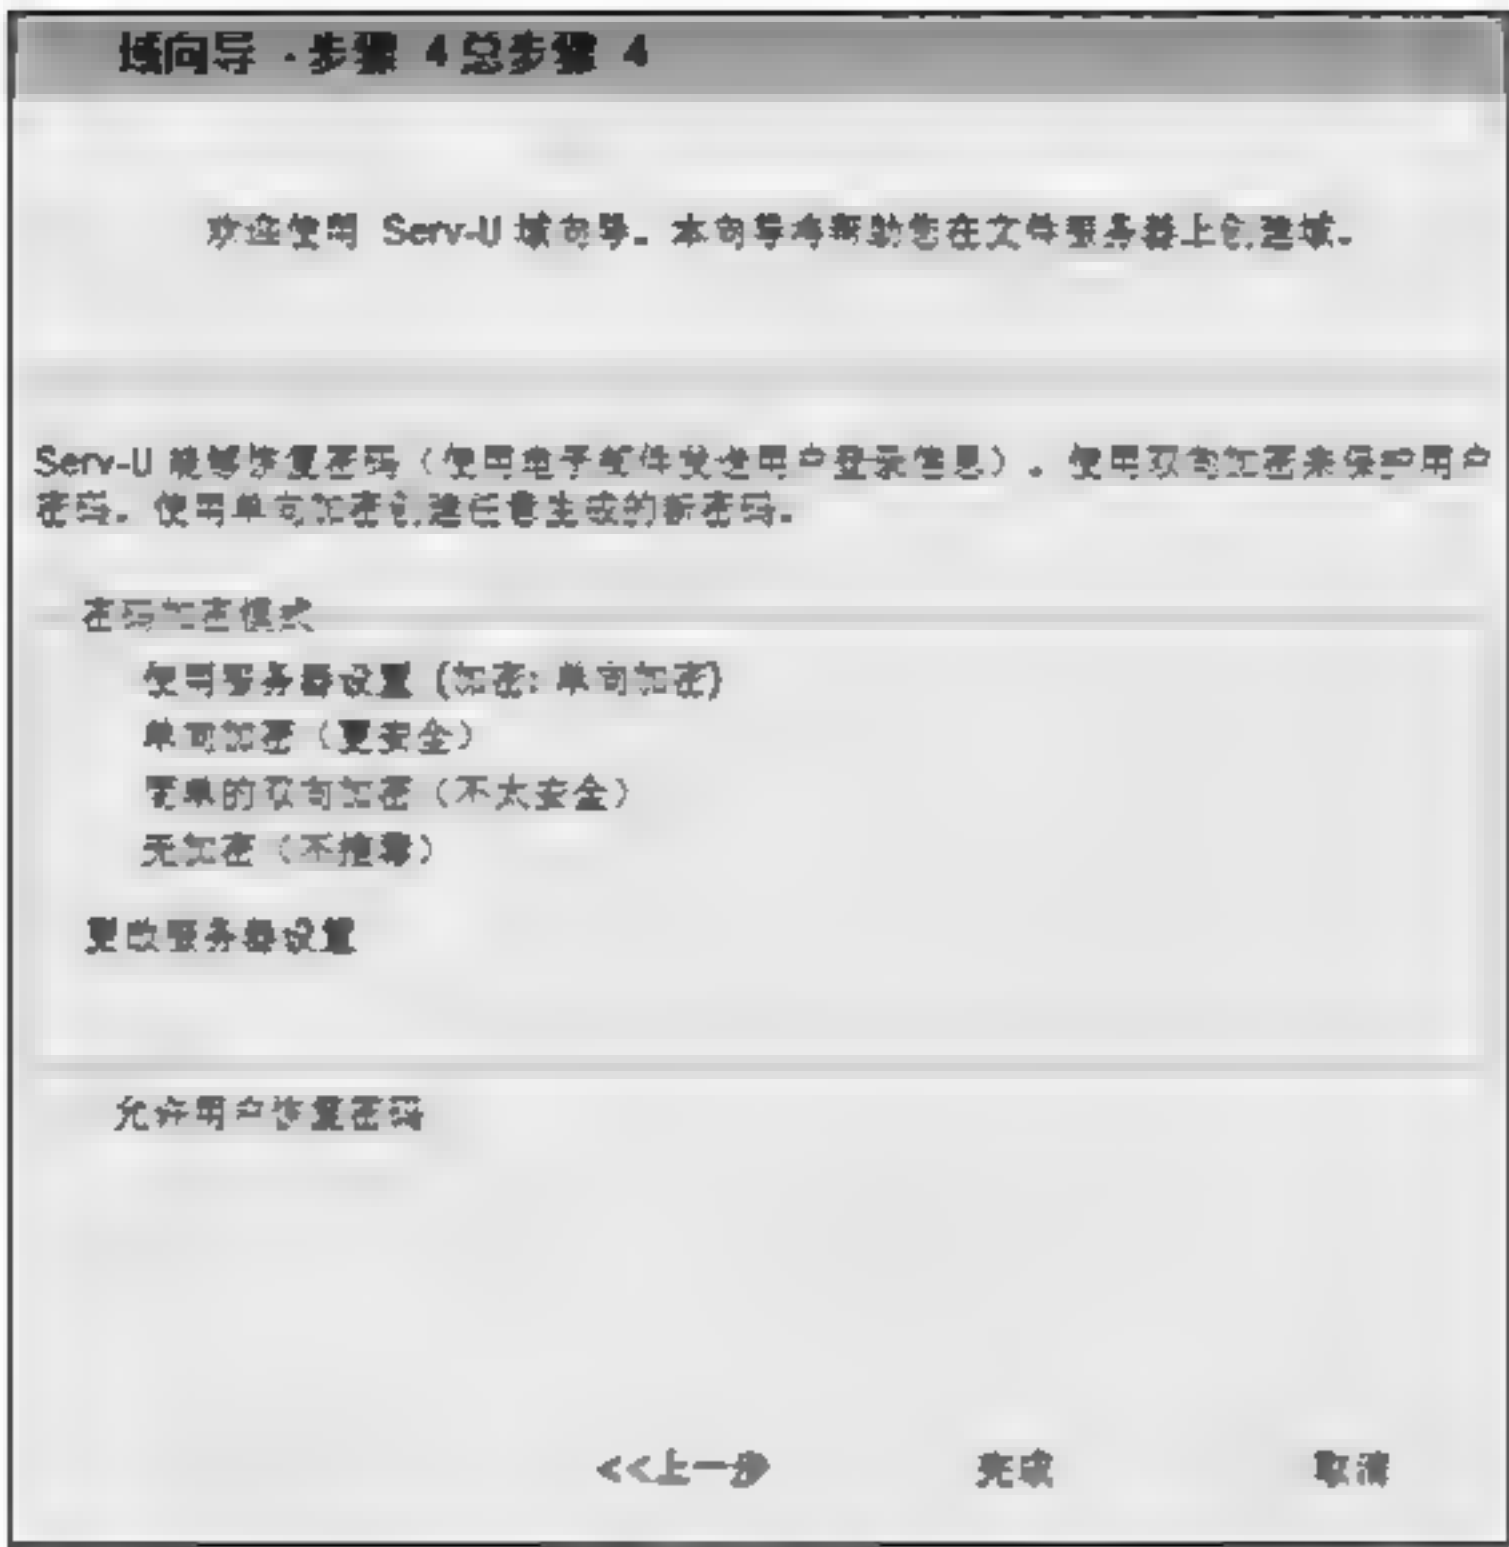 域向导 - 步骤 4 总步骤 4
欢迎使用 Serv-U 域向导。本向导将帮助您在文件服务器上创建域。
Serv-U 能够恢复密码（使用电子邮件发送用户登录信息）。使用双向加密来保护用户
密码。使用单向加密创建任意生成的新密码。
密码加密模式
使用服务器设置 (加密: 单向加密)
单向加密（更安全）
简单的双向加密（不太安全）
无加密（不推荐）
更改服务器设置
允许用户恢复密码
<<上一步
完成
取消